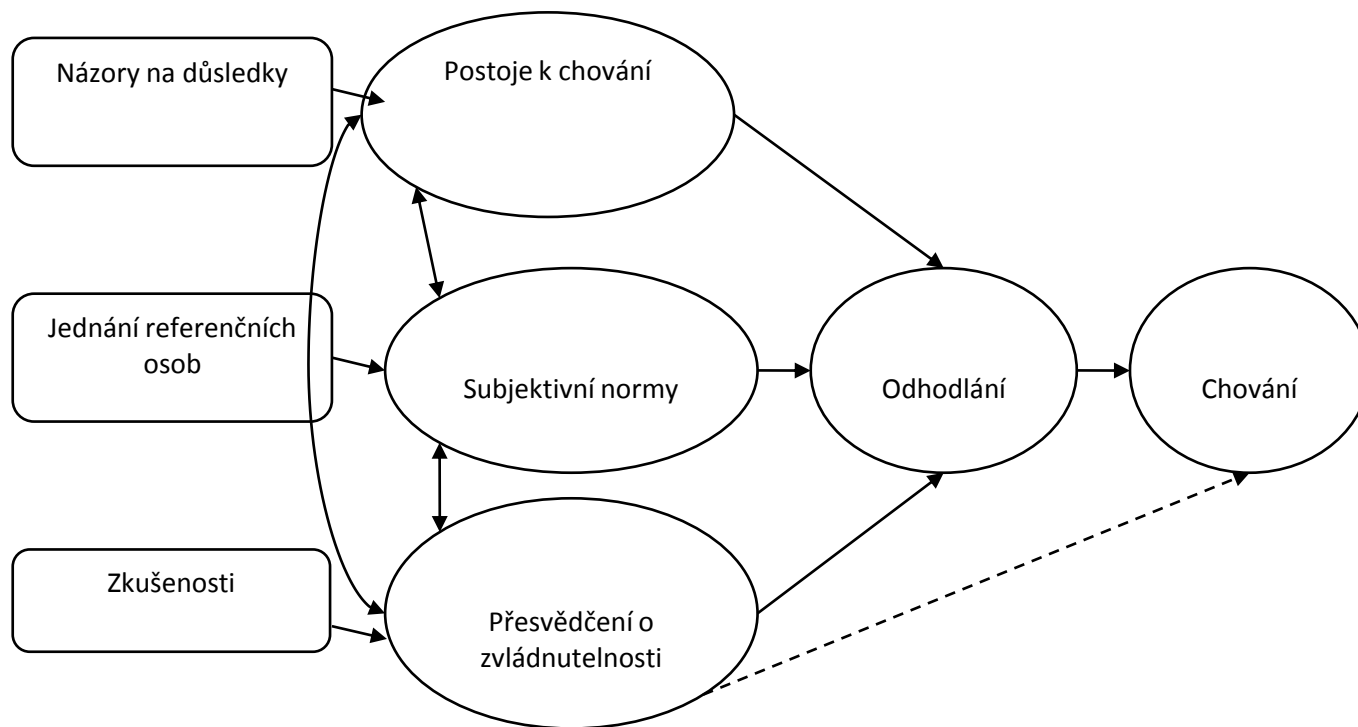 Názory na důsledky
Postoje k chování
Jednání referenčních
osob
Subjektivní normy
Odhodlání
Chování
Zkušenosti
Přesvědčení o
zvládnutelnosti